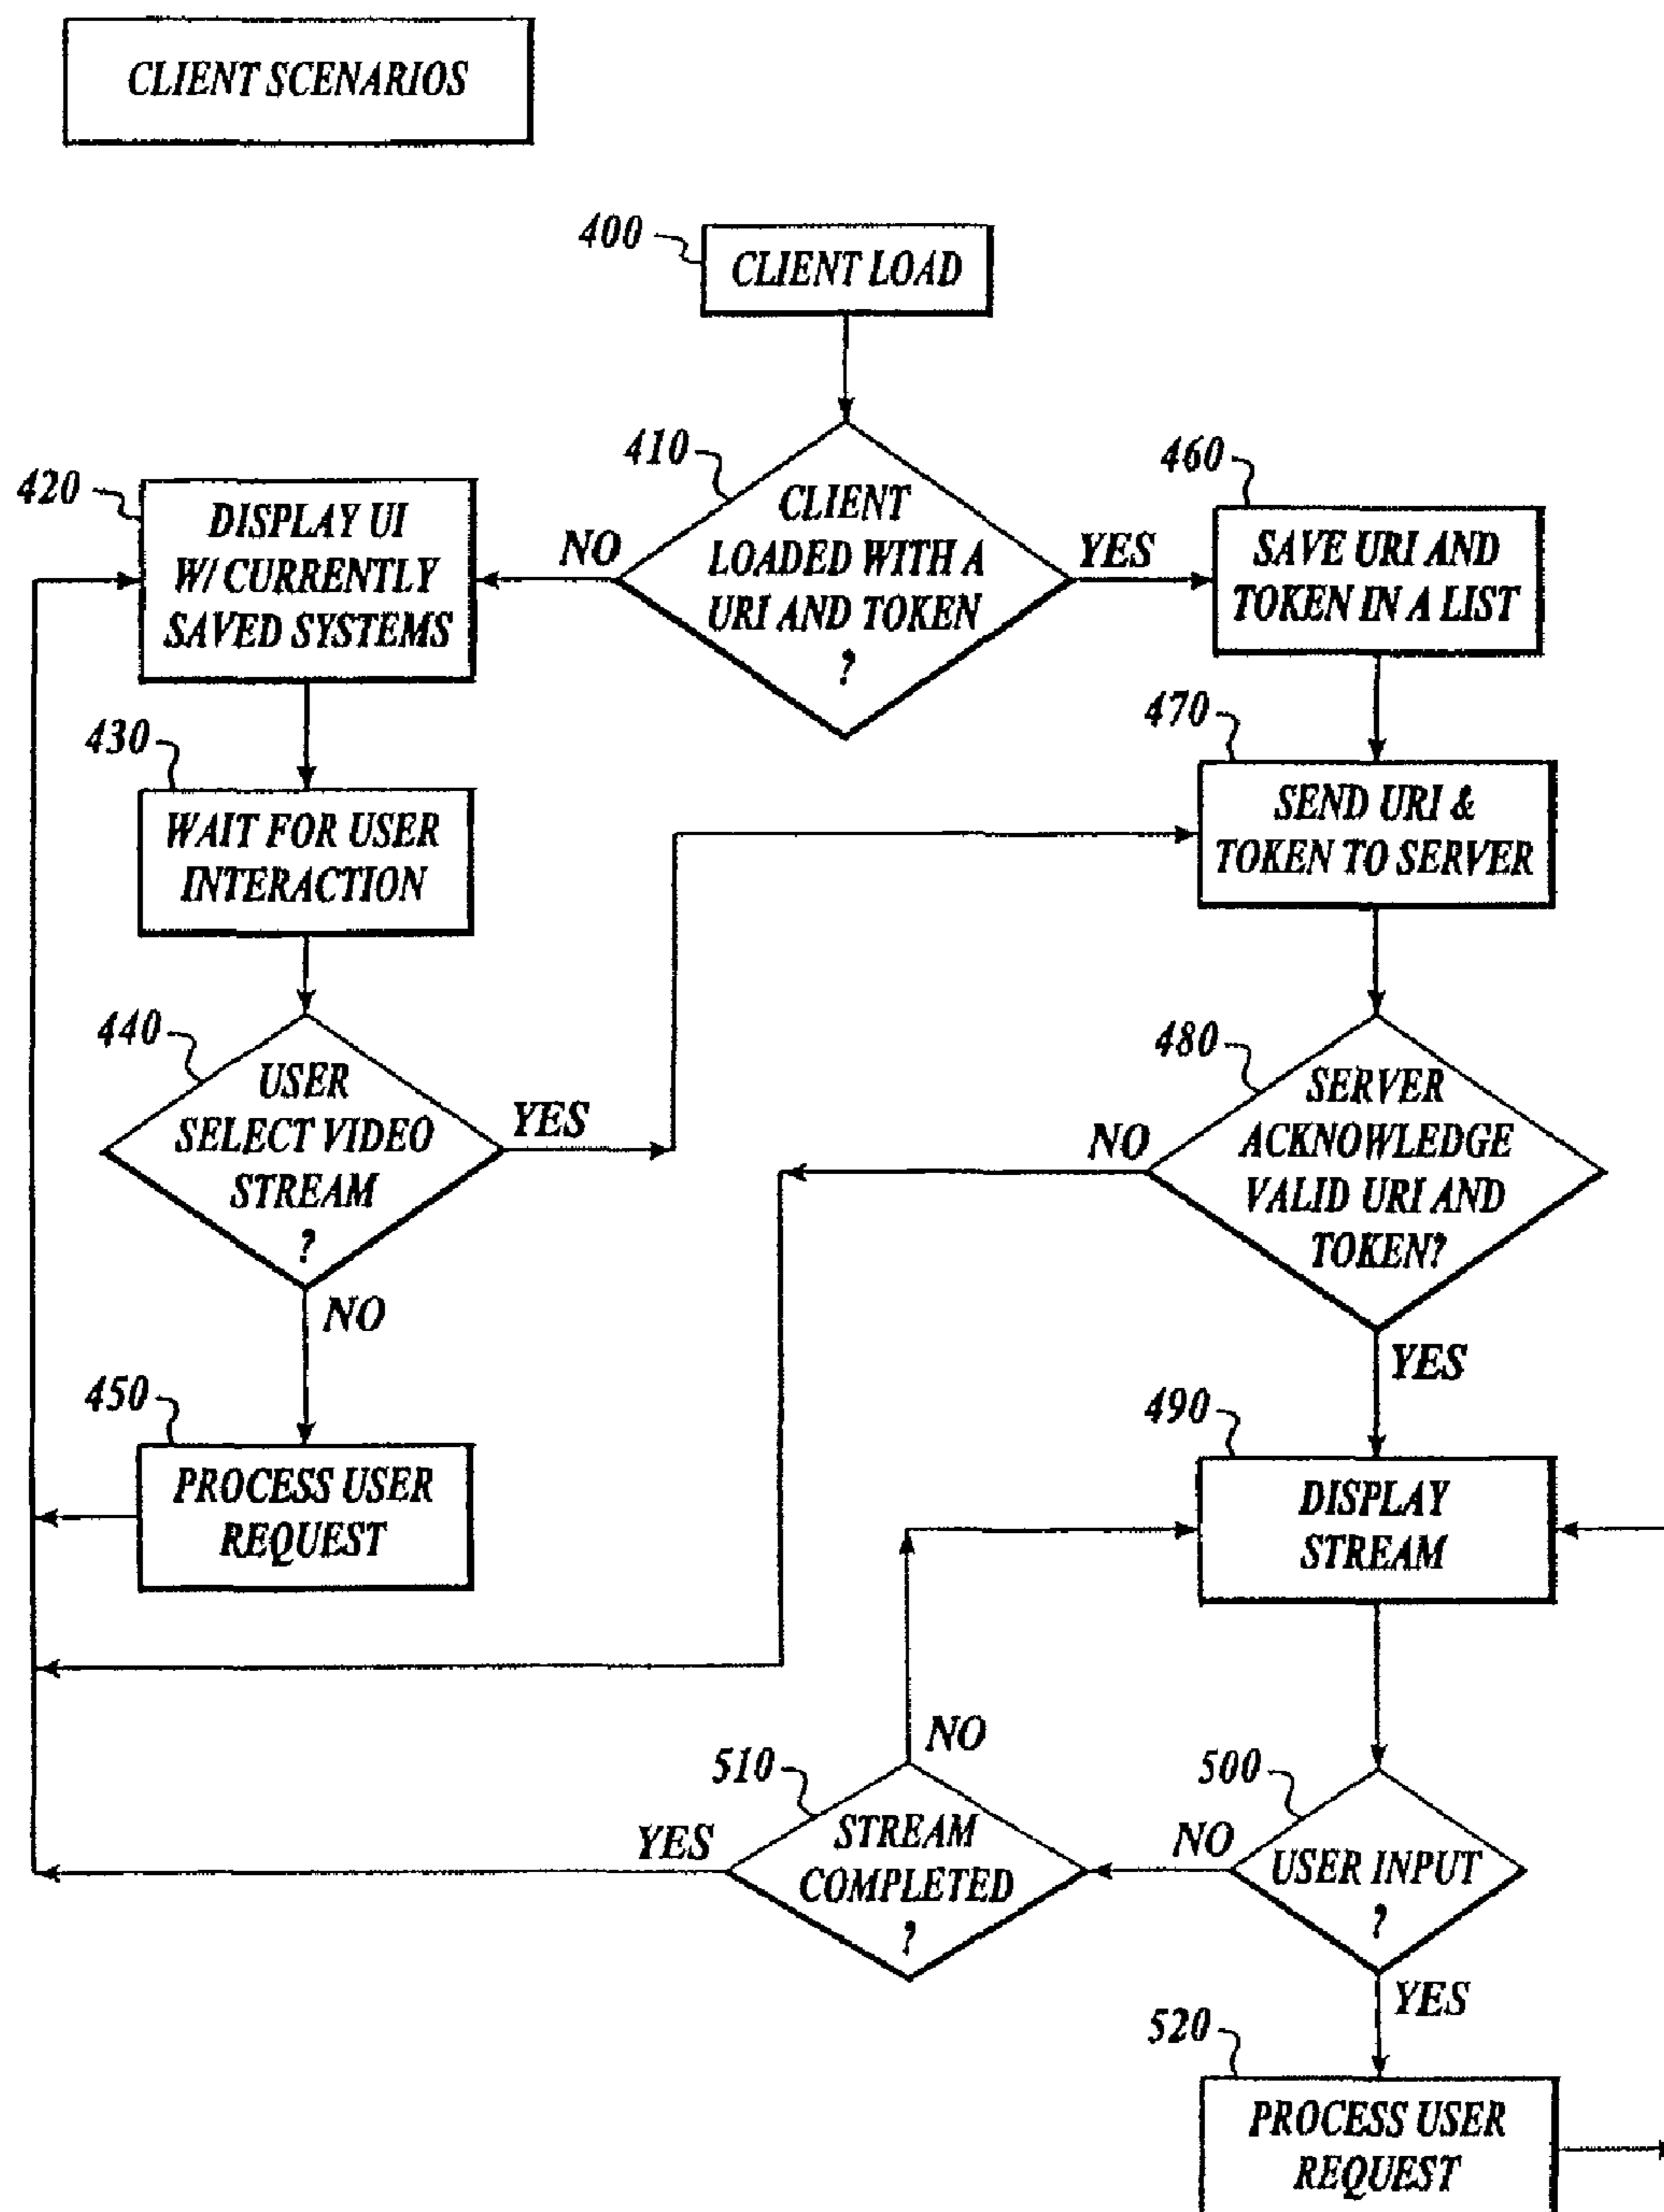 CLIENT SCENARIOS
400
CLIENT LOAD
410
CLIENT
LOADED WITH A
URI AND TOKEN
?
NO
YES
420
DISPLAY UI
W/ CURRENTLY
SAVED SYSTEMS
460
SAVE URI AND
TOKEN IN A LIST
430
WAIT FOR USER
INTERACTION
470
SEND URI &
TOKEN TO SERVER
440
USER
SELECT VIDEO
STREAM
?
YES
NO
480
SERVER
ACKNOWLEDGE
VALID URI AND
TOKEN?
NO
YES
450
PROCESS USER
REQUEST
490
DISPLAY
STREAM
500
USER INPUT
?
NO
YES
510
STREAM
COMPLETED
?
NO
YES
520
PROCESS USER
REQUEST